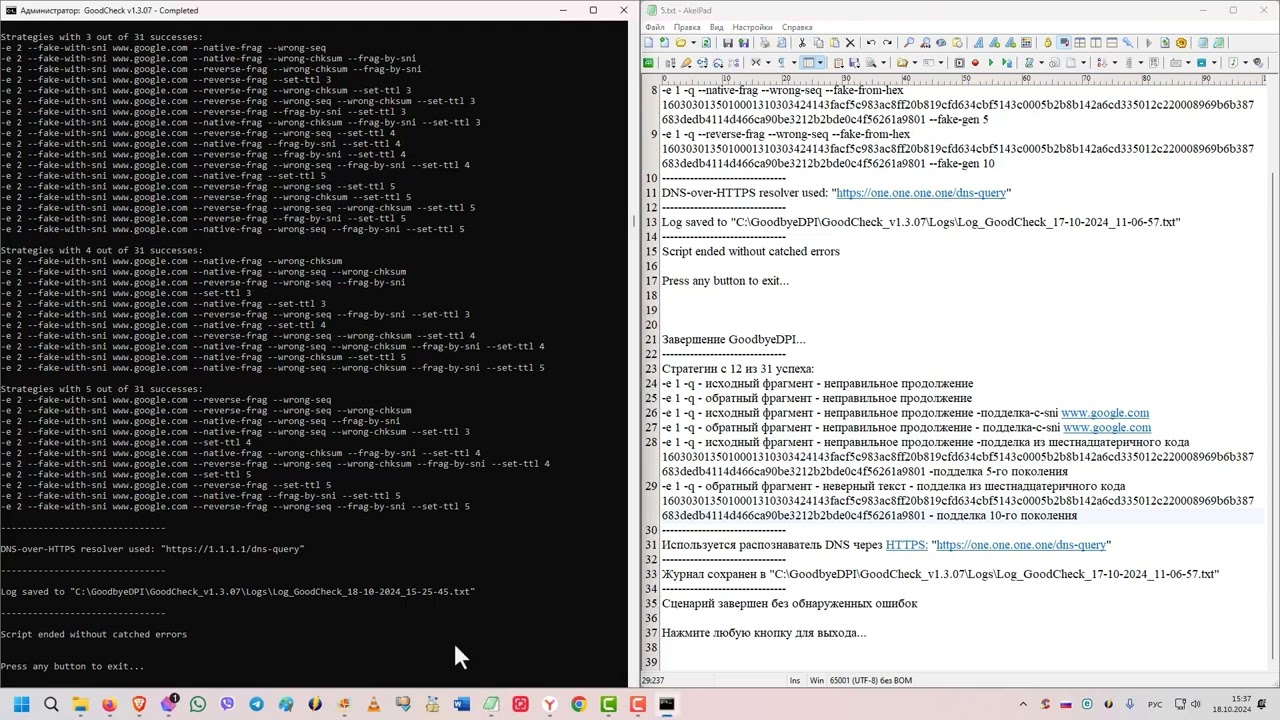 Администратор: GoodCheck v1.3.07 - Completed
Strategies with 3 out of 31 successes:
-e 2 --fake-with-sni www.google.com --native-frag --wrong-seq
-e 2 --fake-with-sni www.google.com --native-frag --wrong-chksum --frag-by-sni
-e 2 --fake-with-sni www.google.com --reverse-frag --wrong-chksum --frag-by-sni
-e 2 --fake-with-sni www.google.com --reverse-frag --set-ttl 3
-e 2 --fake-with-sni www.google.com --reverse-frag --wrong-chksum --set-ttl 3
-e 2 --fake-with-sni www.google.com --reverse-frag --wrong-seq --wrong-chksum --set-ttl 3
-e 2 --fake-with-sni www.google.com --reverse-frag --frag-by-sni --set-ttl 3
-e 2 --fake-with-sni www.google.com --native-frag --wrong-chksum --frag-by-sni --set-ttl 3
-e 2 --fake-with-sni www.google.com --reverse-frag --wrong-seq --set-ttl 4
-e 2 --fake-with-sni www.google.com --native-frag --frag-by-sni --set-ttl 4
-e 2 --fake-with-sni www.google.com --reverse-frag --frag-by-sni --set-ttl 4
-e 2 --fake-with-sni www.google.com --native-frag --wrong-seq --frag-by-sni --set-ttl 4
-e 2 --fake-with-sni www.google.com --native-frag --set-ttl 5
-e 2 --fake-with-sni www.google.com --reverse-frag --wrong-seq --set-ttl 5
-e 2 --fake-with-sni www.google.com --reverse-frag --wrong-chksum --set-ttl 5
-e 2 --fake-with-sni www.google.com --reverse-frag --wrong-seq --wrong-chksum --set-ttl 5
-e 2 --fake-with-sni www.google.com --reverse-frag --frag-by-sni --set-ttl 5
-e 2 --fake-with-sni www.google.com --native-frag --wrong-seq --frag-by-sni --set-ttl 5
Strategies with 4 out of 31 successes:
-e 2 --fake-with-sni www.google.com --native-frag --wrong-chksum
-e 2 --fake-with-sni www.google.com --native-frag --wrong-seq --wrong-chksum
-e 2 --fake-with-sni www.google.com --reverse-frag --wrong-seq --frag-by-sni
-e 2 --fake-with-sni www.google.com --set-ttl 3
-e 2 --fake-with-sni www.google.com --native-frag --set-ttl 3
-e 2 --fake-with-sni www.google.com --reverse-frag --wrong-seq --frag-by-sni --set-ttl 3
-e 2 --fake-with-sni www.google.com --native-frag --set-ttl 4
-e 2 --fake-with-sni www.google.com --reverse-frag --wrong-seq --wrong-chksum --set-ttl 4
-e 2 --fake-with-sni www.google.com --native-frag --wrong-seq --wrong-chksum --frag-by-sni --set-ttl 4
-e 2 --fake-with-sni www.google.com --native-frag --wrong-chksum --set-ttl 5
-e 2 --fake-with-sni www.google.com --native-frag --wrong-seq --wrong-chksum --frag-by-sni --set-ttl 5
Strategies with 5 out of 31 successes:
-e 2 --fake-with-sni www.google.com --reverse-frag --wrong-seq
-e 2 --fake-with-sni www.google.com --reverse-frag --wrong-seq --wrong-chksum
-e 2 --fake-with-sni www.google.com --native-frag --wrong-seq --frag-by-sni
-e 2 --fake-with-sni www.google.com --native-frag --wrong-seq --wrong-chksum --set-ttl 3
-e 2 --fake-with-sni www.google.com --set-ttl 4
-e 2 --fake-with-sni www.google.com --native-frag --wrong-chksum --frag-by-sni --set-ttl 4
-e 2 --fake-with-sni www.google.com --reverse-frag --wrong-seq --wrong-chksum --frag-by-sni --set-ttl 4
-e 2 --fake-with-sni www.google.com --set-ttl 5
-e 2 --fake-with-sni www.google.com --reverse-frag --set-ttl 5
-e 2 --fake-with-sni www.google.com --native-frag --frag-by-sni --set-ttl 5
-e 2 --fake-with-sni www.google.com --reverse-frag --wrong-seq --frag-by-sni --set-ttl 5
-------------------------------
DNS-over-HTTPS resolver used: "https://1.1.1.1/dns-query"
-------------------------------
Log saved to "C:\GoodbyeDPI\GoodCheck_v1.3.07\Logs\Log_GoodCheck_18-10-2024_15-25-45.txt"
-------------------------------
Script ended without catched errors
Press any button to exit...
5.txt - AkelPad
Файл Правка Вид Настройки Справка
0 10 20 30 40 50 60 70 80 90
8 -e 1 -q --native-frag --wrong-seq --fake-from-hex
1603030135010001310303424143facf5c983ac8ff20b819cfd634cbf5143c0005b2b8b142a6cd335012c220008969b6b387
683dedb4114d466ca90be3212b2bde0c4f56261a9801 --fake-gen 5
9 -e 1 -q --reverse-frag --wrong-seq --fake-from-hex
1603030135010001310303424143facf5c983ac8ff20b819cfd634cbf5143c0005b2b8b142a6cd335012c220008969b6b387
683dedb4114d466ca90be3212b2bde0c4f56261a9801 --fake-gen 10
10 -------------------------------
11 DNS-over-HTTPS resolver used: "https://one.one.one.one/dns-query"
12 -------------------------------
13 Log saved to "C:\GoodbyeDPI\GoodCheck_v1.3.07\Logs\Log_GoodCheck_17-10-2024_11-06-57.txt"
14 -------------------------------
15 Script ended without catched errors
16
17 Press any button to exit...
18
19
20
21 Завершение GoodbyeDPI...
22 -------------------------------
23 Стратегии с 12 из 31 успеха:
24 -e 1 -q - исходный фрагмент - неправильное продолжение
25 -e 1 -q - обратный фрагмент - неправильное продолжение
26 -e 1 -q - исходный фрагмент - неправильное продолжение -подделка-с-sni www.google.com
27 -e 1 -q - обратный фрагмент - неправильное продолжение - подделка-с-sni www.google.com
28 -e 1 -q - исходный фрагмент - неправильное продолжение -подделка из шестнадцатеричного кода
1603030135010001310303424143facf5c983ac8ff20b819cfd634cbf5143c0005b2b8b142a6cd335012c220008969b6b387
683dedb4114d466ca90be3212b2bde0c4f56261a9801 -подделка 5-го поколения
29 -e 1 -q - обратный фрагмент - неверный текст - подделка из шестнадцатеричного кода
1603030135010001310303424143facf5c983ac8ff20b819cfd634cbf5143c0005b2b8b142a6cd335012c220008969b6b387
683dedb4114d466ca90be3212b2bde0c4f56261a9801 - подделка 10-го поколения
30 -------------------------------
31 Используется распознаватель DNS через HTTPS: "https://one.one.one.one/dns-query"
32 -------------------------------
33 Журнал сохранен в "C:\GoodbyeDPI\GoodCheck_v1.3.07\Logs\Log_GoodCheck_17-10-2024_11-06-57.txt"
34 -------------------------------
35 Сценарий завершен без обнаруженных ошибок
36
37 Нажмите любую кнопку для выхода...
38
39
29:237 Ins Win 65001 (UTF-8) без BOM
1
РУС
15:37
18.10.2024